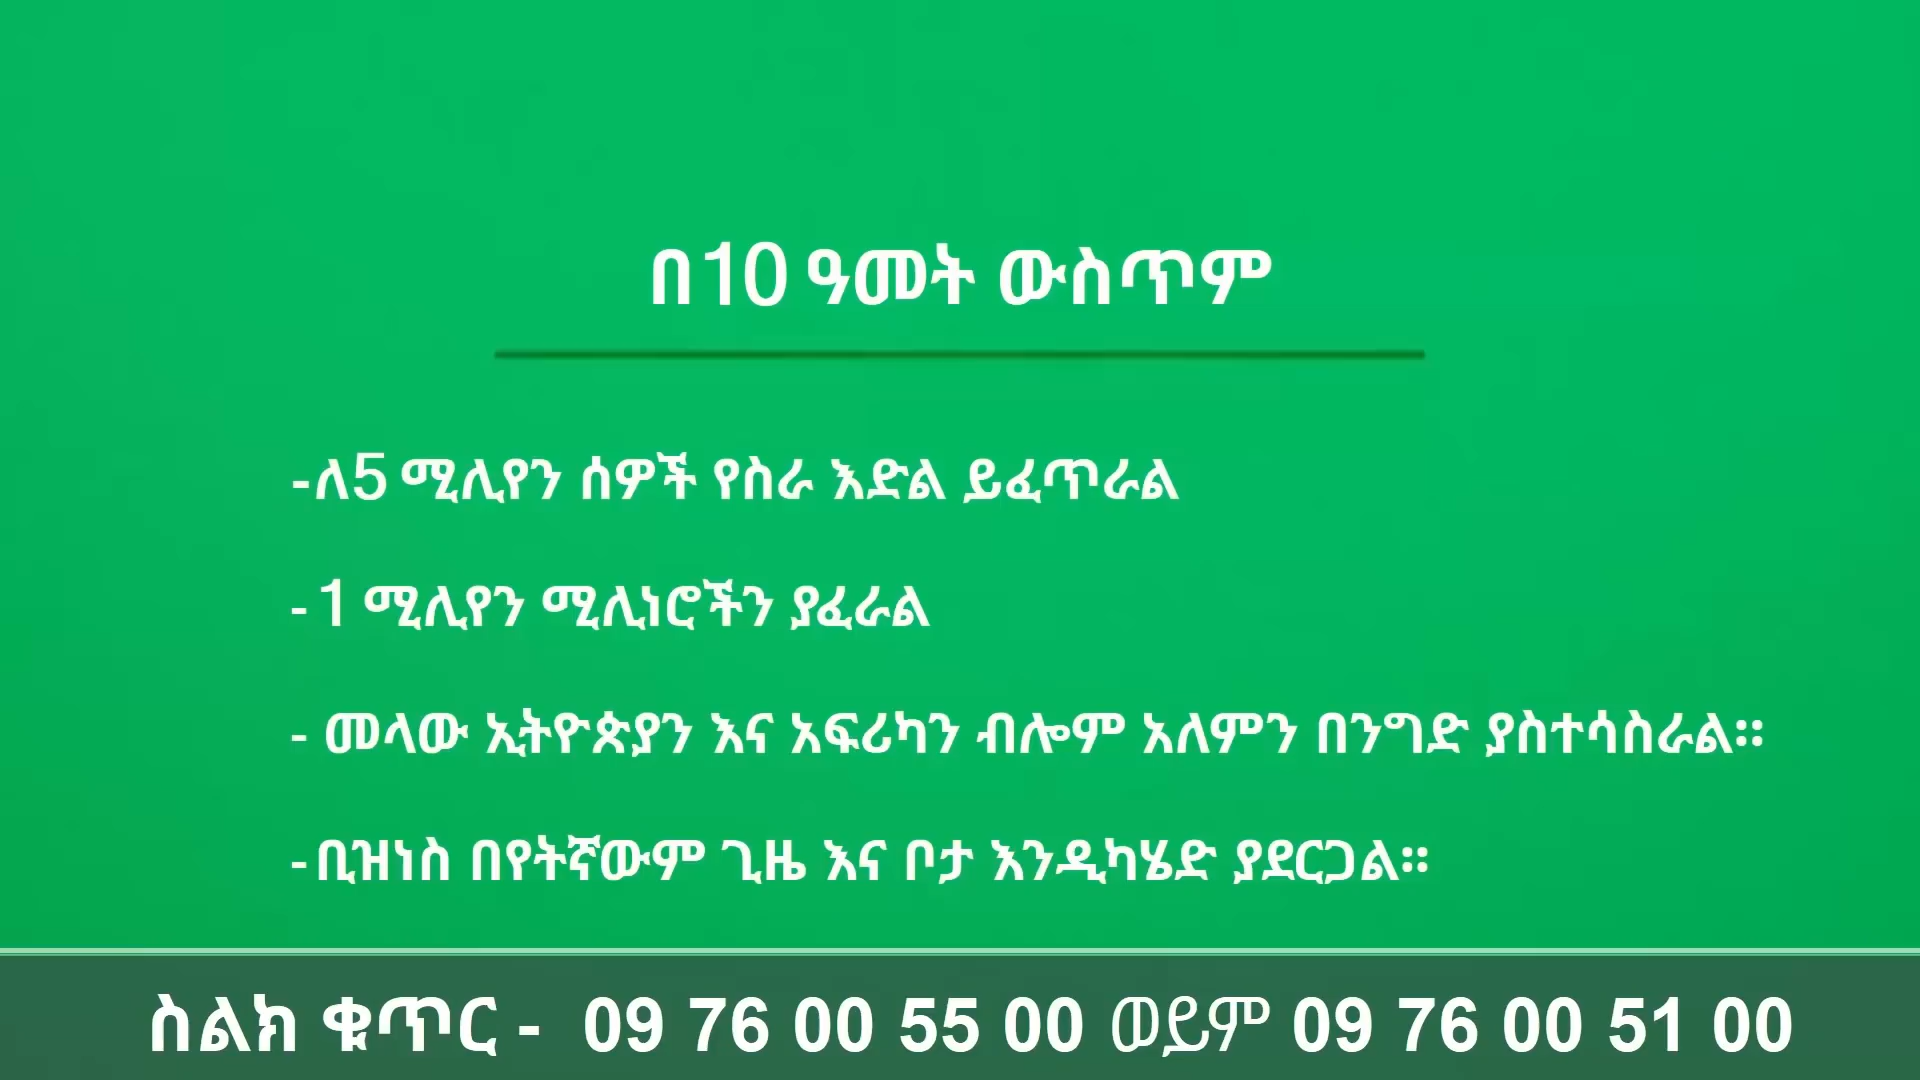 በ10 ዓመት ውስጥም
-ለ5 ሚሊየን ሰዎች የስራ እድል ይፈጥራል
-1 ሚሊየን ሚሊነሮችን ያፈራል
- መላው ኢትዮጵያን እና አፍሪካን ብሎም አለምን በንግድ ያስተሳስራል።
-ቢዝነስ በየትኛውም ጊዜ እና ቦታ እንዲካሄድ ያደርጋል።
ስልክ ቁጥር - 09 76 00 55 00 ወይም 09 76 00 51 00